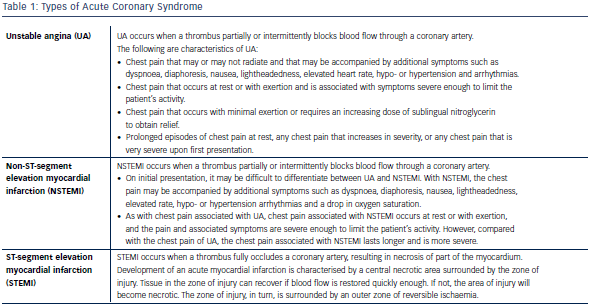 Table 1: Types of Acute Coronary Syndrome
Unstable angina (UA)
UA occurs when a thrombus partially or intermittently blocks blood flow through a coronary artery.
The following are characteristics of UA:
• Chest pain that may or may not radiate and that may be accompanied by additional symptoms such as
dyspnoea, diaphoresis, nausea, lightheadedness, elevated heart rate, hypo- or hypertension and arrhythmias.
• Chest pain that occurs at rest or with exertion and is associated with symptoms severe enough to limit the
patient's activity.
• Chest pain that occurs with minimal exertion or requires an increasing dose of sublingual nitroglycerin
to obtain relief.
• Prolonged episodes of chest pain at rest, any chest pain that increases in severity, or any chest pain that is
very severe upon first presentation.
Non-ST-segment
elevation myocardial
infarction (NSTEMI)
NSTEMI occurs when a thrombus partially or intermittently blocks blood flow through a coronary artery.
• On initial presentation, it may be difficult to differentiate between UA and NSTEMI. With NSTEMI, the chest
pain may be accompanied by additional symptoms such as dyspnoea, diaphoresis, nausea, lightheadedness,
elevated rate, hypo- or hypertension arrhythmias and a drop in oxygen saturation.
• As with chest pain associated with UA, chest pain associated with NSTEMI occurs at rest or with exertion,
and the pain and associated symptoms are severe enough to limit the patient's activity. However, compared
with the chest pain of UA, the chest pain associated with NSTEMI lasts longer and is more severe.
ST-segment elevation
myocardial infarction
(STEMI)
STEMI occurs when a thrombus fully occludes a coronary artery, resulting in necrosis of part of the myocardium.
Development of an acute myocardial infarction is characterised by a central necrotic area surrounded by the zone of
injury. Tissue in the zone of injury can recover if blood flow is restored quickly enough. If not, the area of injury will
become necrotic. The zone of injury, in turn, is surrounded by an outer zone of reversible ischaemia.